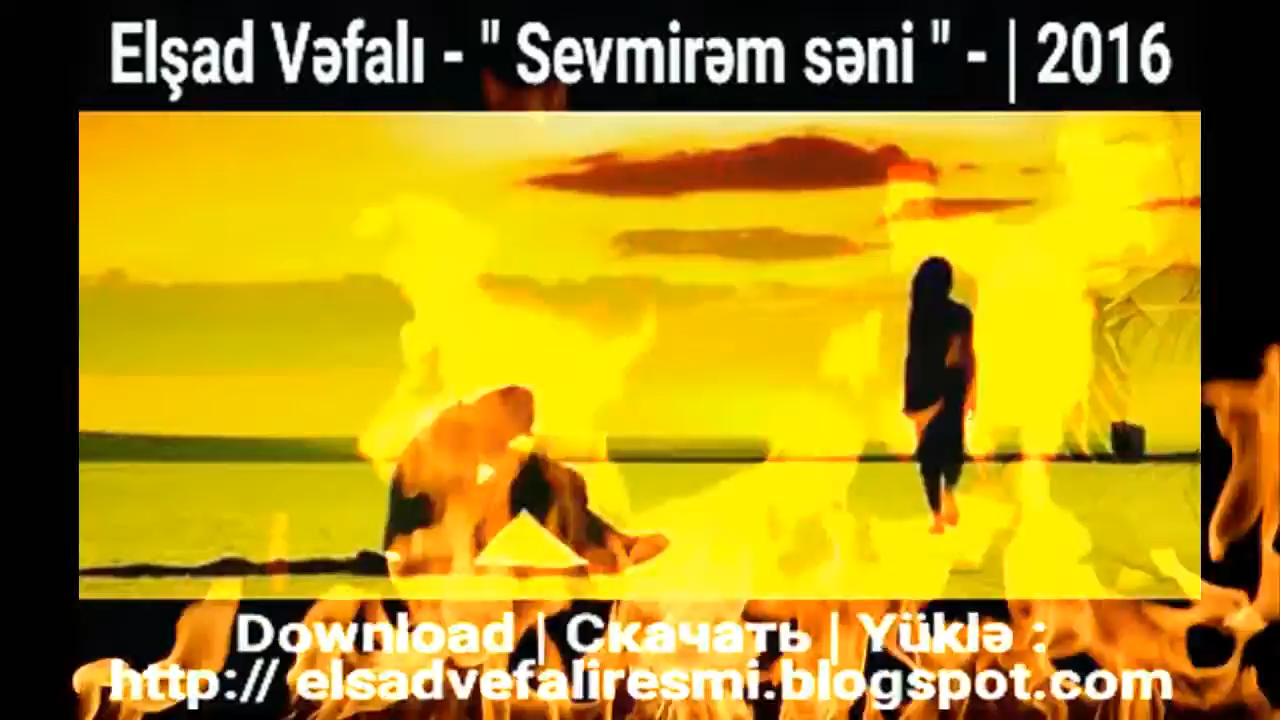 Elşad Vəfalı - " Sevmirəm səni " - | 2016
Download | Скачать | Yüklə :
http:// elsadvefaliresmi.blogspot.com